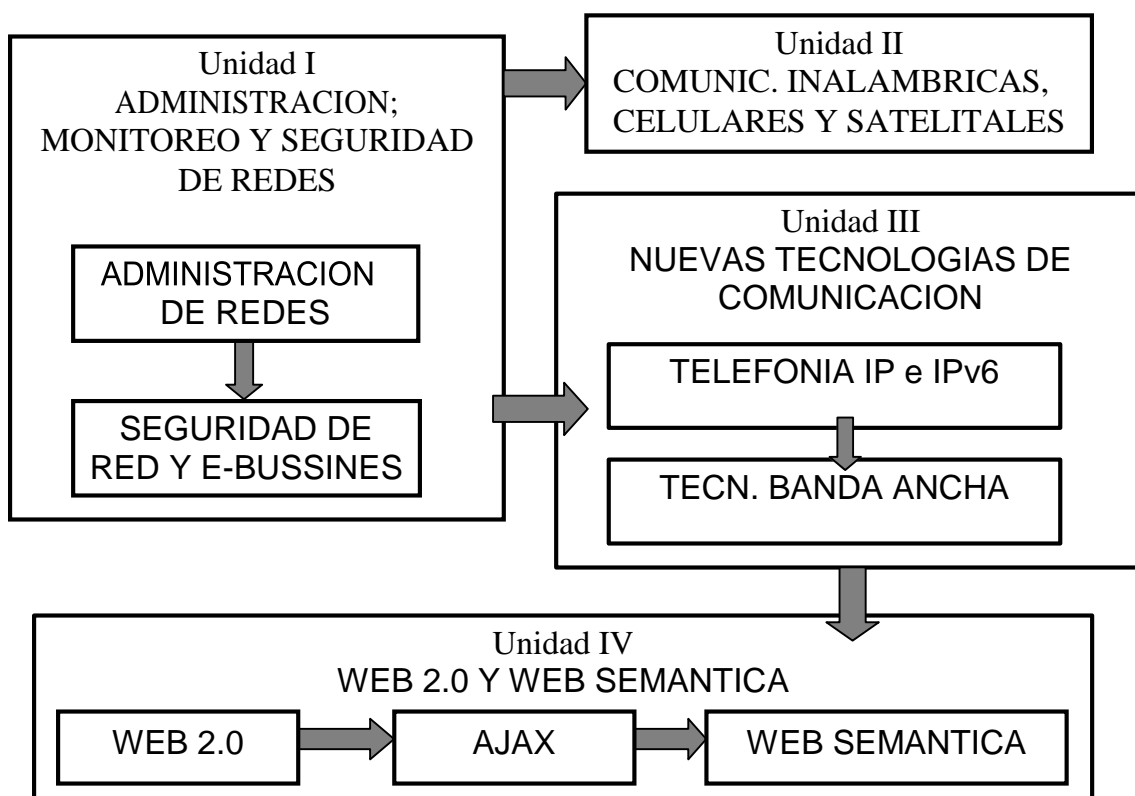 Unidad I
ADMINISTRACION;
MONITOREO Y SEGURIDAD
DE REDES
ADMINISTRACION
DE REDES
SEGURIDAD DE
RED Y E-BUSSINES
Unidad II
COMUNIC. INALAMBRICAS,
CELULARES Y SATELITALES
Unidad III
NUEVAS TECNOLOGIAS DE
COMUNICACION
TELEFONIA IP e IPv6
TECN. BANDA ANCHA
Unidad IV
WEB 2.0 Y WEB SEMANTICA
WEB 2.0
AJAX
WEB SEMANTICA